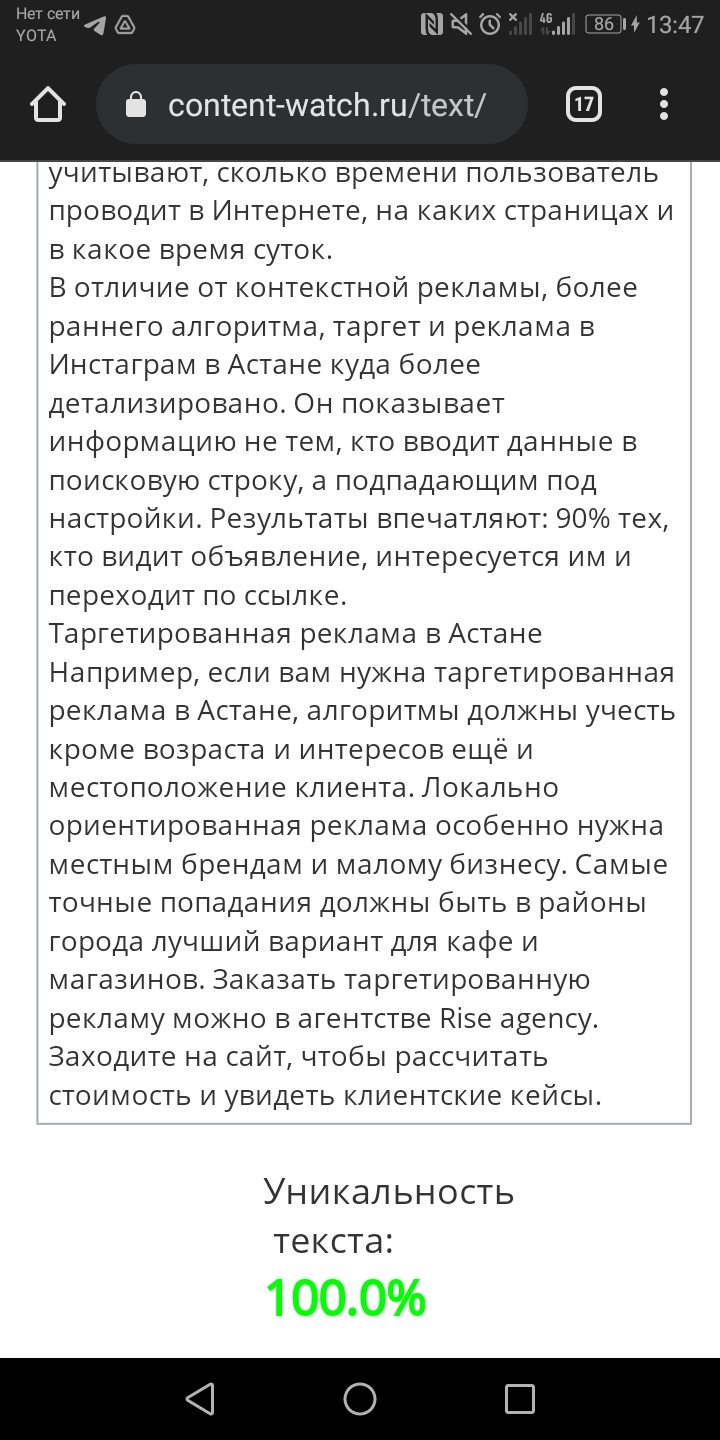 Нет сети
YOTA
4G
86
13:47
content-watch.ru/text/
17
учитывают, сколько времени пользователь
проводит в Интернете, на каких страницах и
в какое время суток.
В отличие от контекстной рекламы, более
раннего алгоритма, таргет и реклама в
Инстаграм в Астане куда более
детализировано. Он показывает
информацию не тем, кто вводит данные в
поисковую строку, а подпадающим под
настройки. Результаты впечатляют: 90% тех,
кто видит объявление, интересуется им и
переходит по ссылке.
Таргетированная реклама в Астане
Например, если вам нужна таргетированная
реклама в Астане, алгоритмы должны учесть
кроме возраста и интересов ещё и
местоположение клиента. Локально
ориентированная реклама особенно нужна
местным брендам и малому бизнесу. Самые
точные попадания должны быть в районы
города лучший вариант для кафе и
магазинов. Заказать таргетированную
рекламу можно в агентстве Rise agency.
Заходите на сайт, чтобы рассчитать
стоимость и увидеть клиентские кейсы.
Уникальность
текста:
100.0%